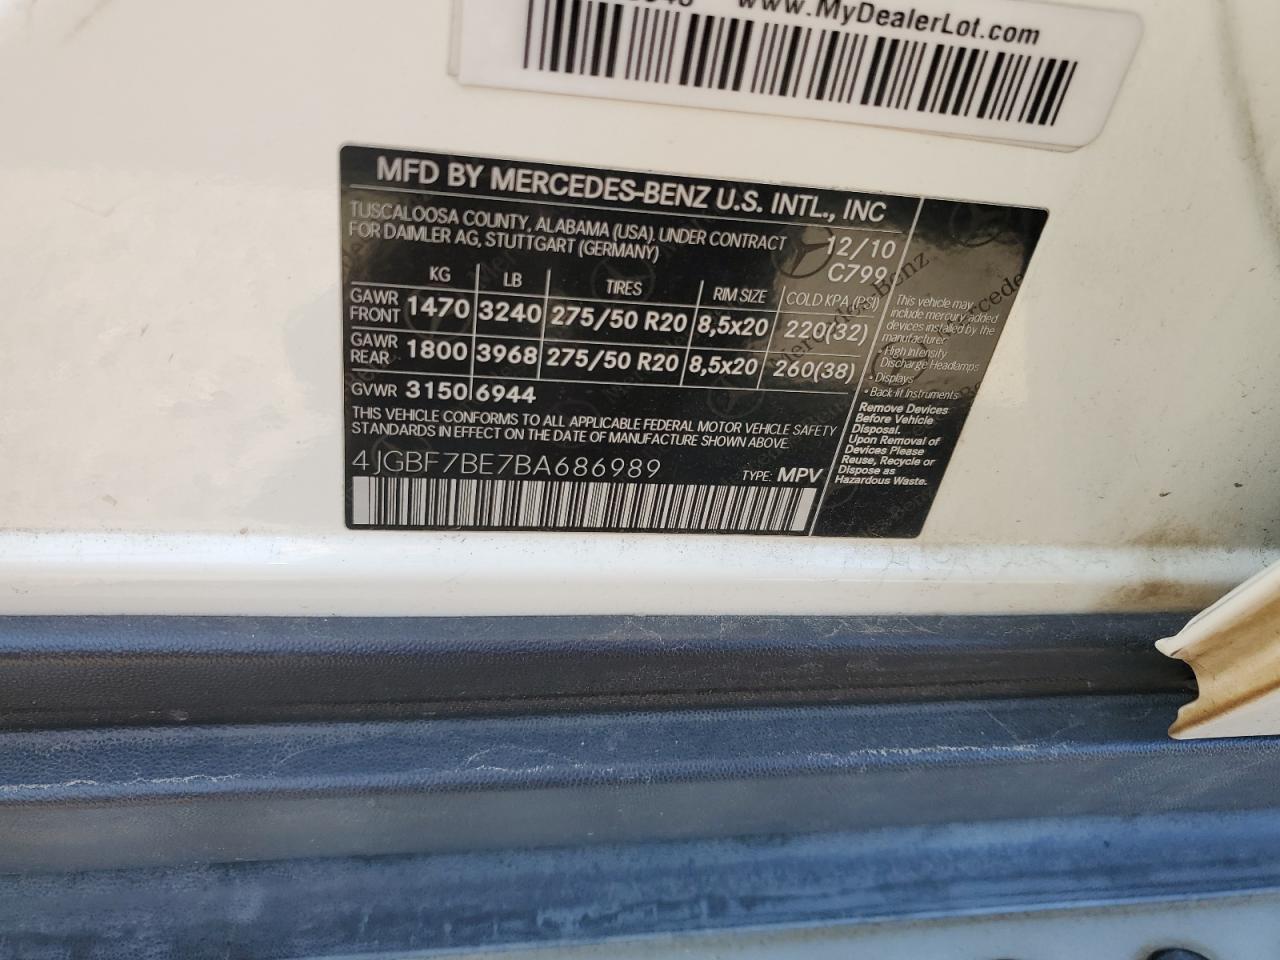 www.MyDealerLot.com
MFD BY MERCEDES-BENZ U.S. INTL., INC
TUSCALOOSA COUNTY, ALABAMA (USA). UNDER CONTRACT
FOR DAIMLER AG, STUTTGART (GERMANY)
12/10
C799
KG LB TIRES RIM SIZE COLD KPA (PSI)
GAWR FRONT 1470 3240 275/50 R20 8,5x20 220(32)
GAWR REAR 1800 3968 275/50 R20 8,5x20 260(38)
GVWR 3150 6944
THIS VEHICLE CONFORMS TO ALL APPLICABLE FEDERAL MOTOR VEHICLE SAFETY
STANDARDS IN EFFECT ON THE DATE OF MANUFACTURE SHOWN ABOVE.
4JGBF7BE7BA686989 TYPE: MPV
This vehicle may
include mercury added
devices installed by the
manufacturer:
• High Intensity
Discharge Headlamps
• Displays
• Back-lit Instruments
Remove Devices
Before Vehicle
Disposal.
Upon Removal of
Devices Please
Reuse, Recycle or
Dispose as
Hazardous Waste.